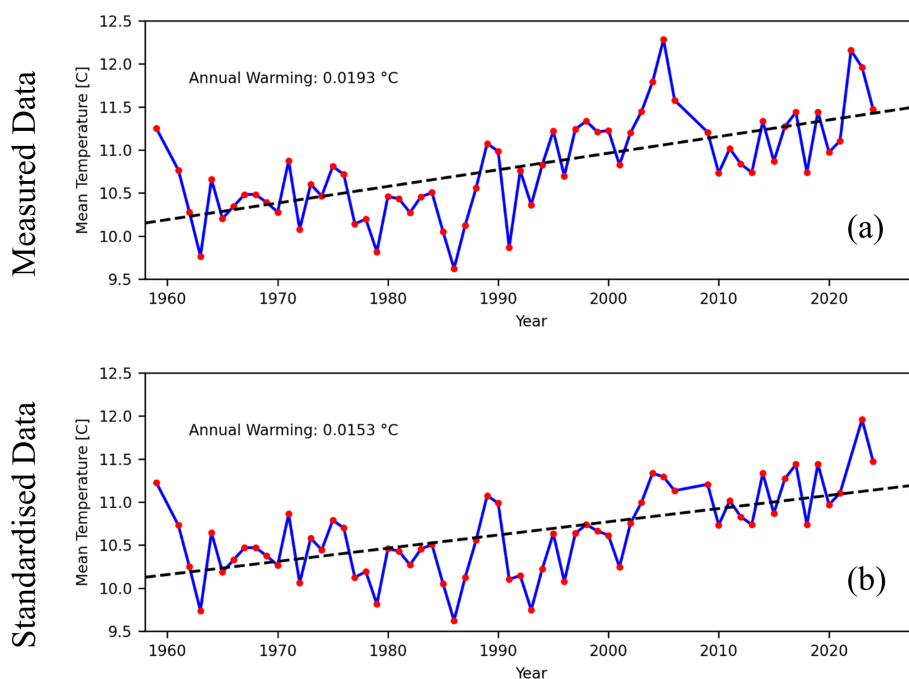 Measured Data
Mean Temperature [C]
12.5
12.0
11.5
11.0
10.5
10.0
9.5
Annual Warming: 0.0193 °C
(a)
1960 1970 1980 1990 2000 2010 2020
Year
Standardised Data
Mean Temperature [C]
12.5
12.0
11.5
11.0
10.5
10.0
9.5
Annual Warming: 0.0153 °C
(b)
1960 1970 1980 1990 2000 2010 2020
Year